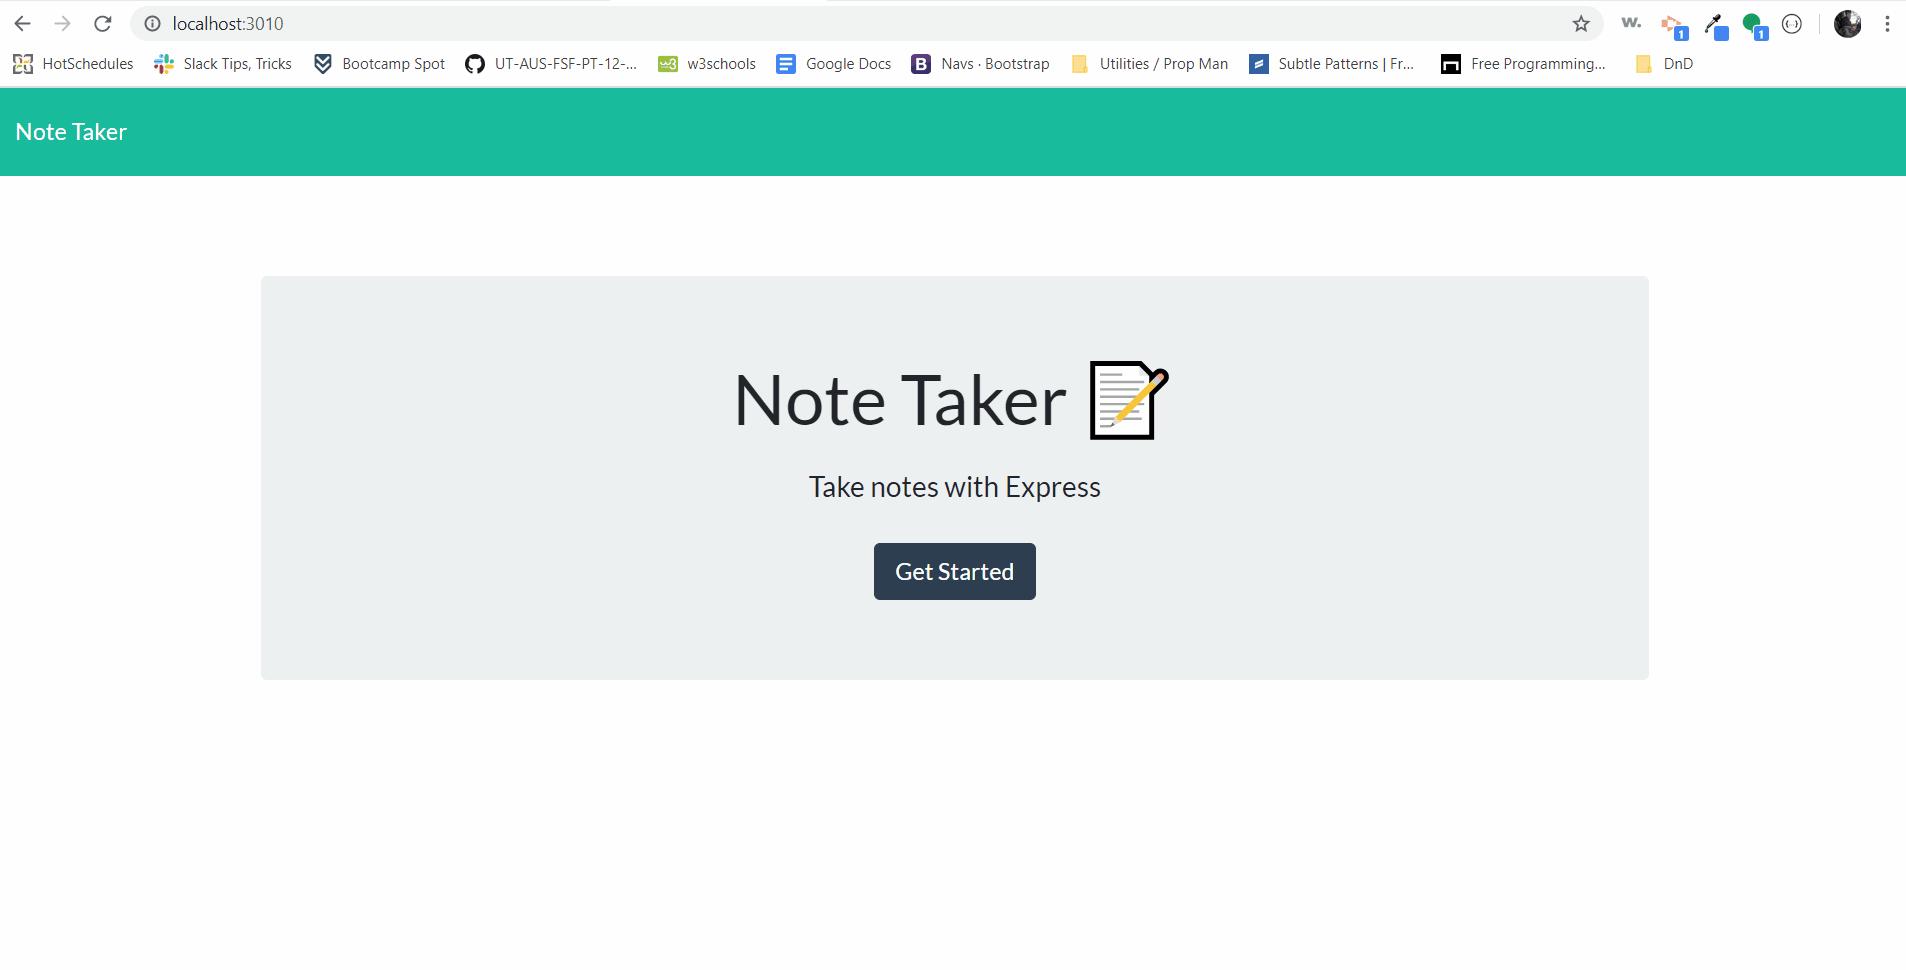 localhost:3010
w.
1
1
HotSchedules
Slack Tips, Tricks
Bootcamp Spot
UT-AUS-FSF-PT-12-...
w3schools
Google Docs
B
Navs · Bootstrap
Utilities / Prop Man
Subtle Patterns | Fr...
Free Programming...
DnD
Note Taker
Note Taker
Take notes with Express
Get Started